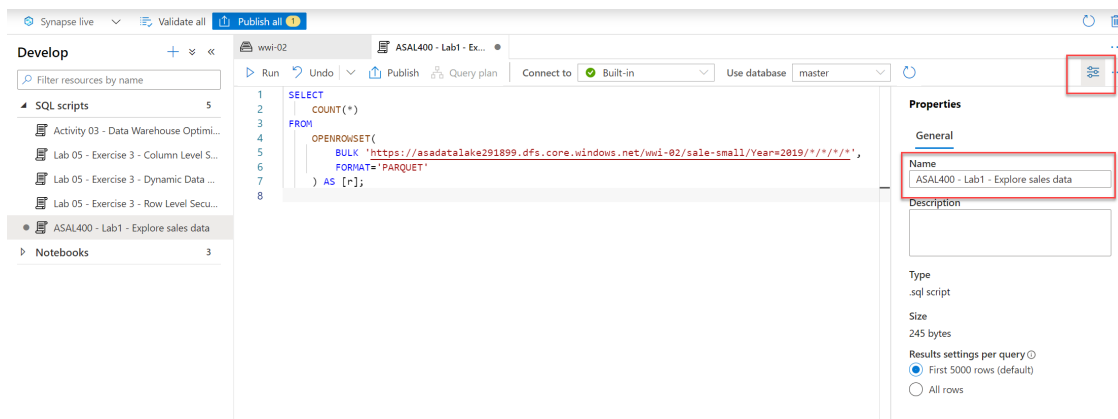 Synapse live
Validate all
Publish all 1
Develop
Filter resources by name
SQL scripts 5
Activity 03 - Data Warehouse Optimi...
Lab 05 - Exercise 3 - Column Level S...
Lab 05 - Exercise 3 - Dynamic Data ...
Lab 05 - Exercise 3 - Row Level Secu...
ASAL400 - Lab1 - Explore sales data
Notebooks 3
wwi-02
ASAL400 - Lab1 - Ex...
Run Undo Publish Query plan Connect to Built-in Use database master
1 SELECT
2 COUNT(*)
3 FROM
4 OPENROWSET(
5 BULK 'https://asadatalake291899.dfs.core.windows.net/wwi-02/sale-small/Year=2019/*/*/*/*',
6 FORMAT='PARQUET'
7 ) AS [r];
8
Properties
General
Name
ASAL400 - Lab1 - Explore sales data
Description
Type
.sql script
Size
245 bytes
Results settings per query
First 5000 rows (default)
All rows